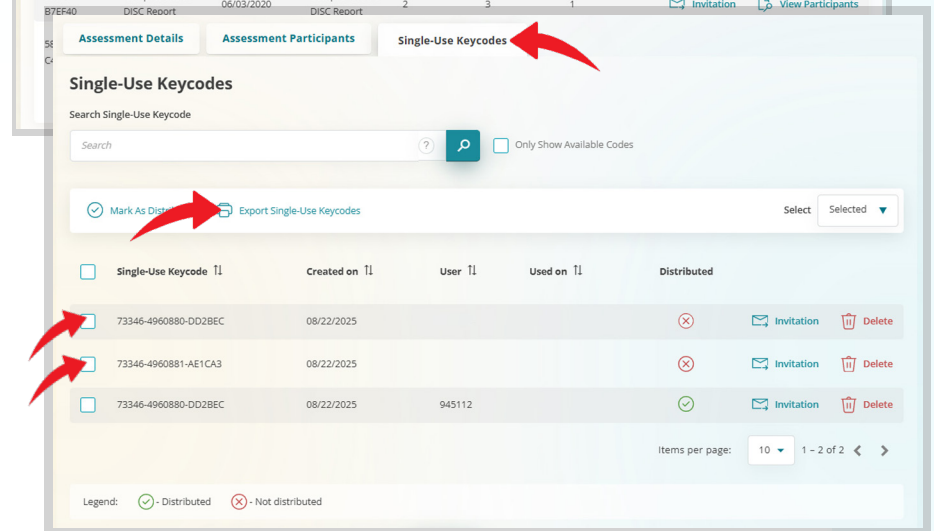 B7EF40 DISC Report 06/03/2020 DISC Report 2 3 1 Invitation View Participants
Assessment Details Assessment Participants Single-Use Keycodes
Single-Use Keycodes
Search Single-Use Keycode
Search ? Only Show Available Codes
Mark As Export Single-Use Keycodes Select Selected
Single-Use Keycode Created on User Used on Distributed
73346-4960880-DD2BEC 08/22/2025 Invitation Delete
73346-4960881-AE1CA3 08/22/2025 Invitation Delete
73346-4960880-DD2BEC 08/22/2025 945112 Invitation Delete
Items per page: 10 1 – 2 of 2
Legend: - Distributed - Not distributed